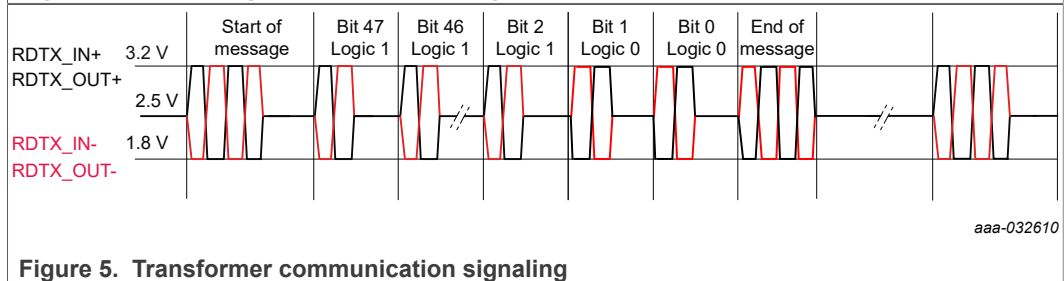 Start of message
Bit 47 Logic 1
Bit 46 Logic 1
Bit 2 Logic 1
Bit 1 Logic 0
Bit 0 Logic 0
End of message
RDTX_IN+ 3.2 V
RDTX_OUT+
2.5 V
RDTX_IN- 1.8 V
RDTX_OUT-
aaa-032610
Figure 5. Transformer communication signaling